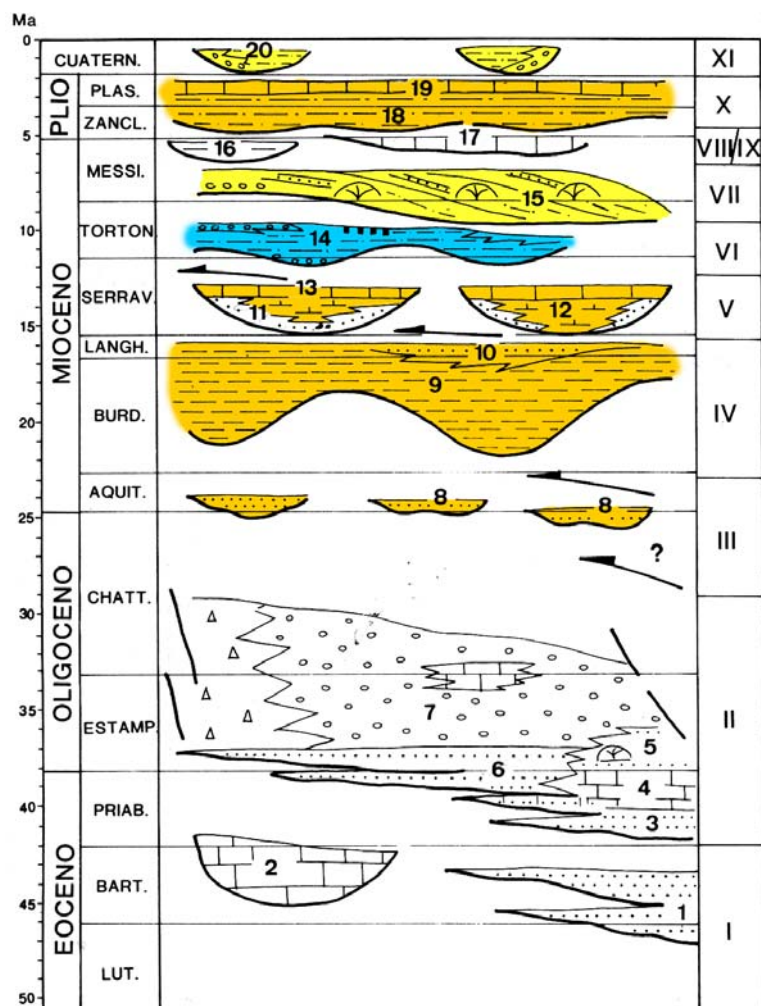 Ma
0
CUATERN.
20
XI
PLIO
PLAS.
19
X
ZANCL.
18
5
17
VIII/IX
16
MESSI.
15
VII
10
TORTON.
14
VI
MIOCENO
13
SERRAV.
11
12
V
15
LANGH.
10
9
20
BURD.
IV
AQUIT.
8
8
25
III
OLIGOCENO
?
CHATT.
30
7
II
35
ESTAMP.
5
6
4
40
PRIAB.
3
EOCENO
2
45
BART.
1
I
LUT.
50